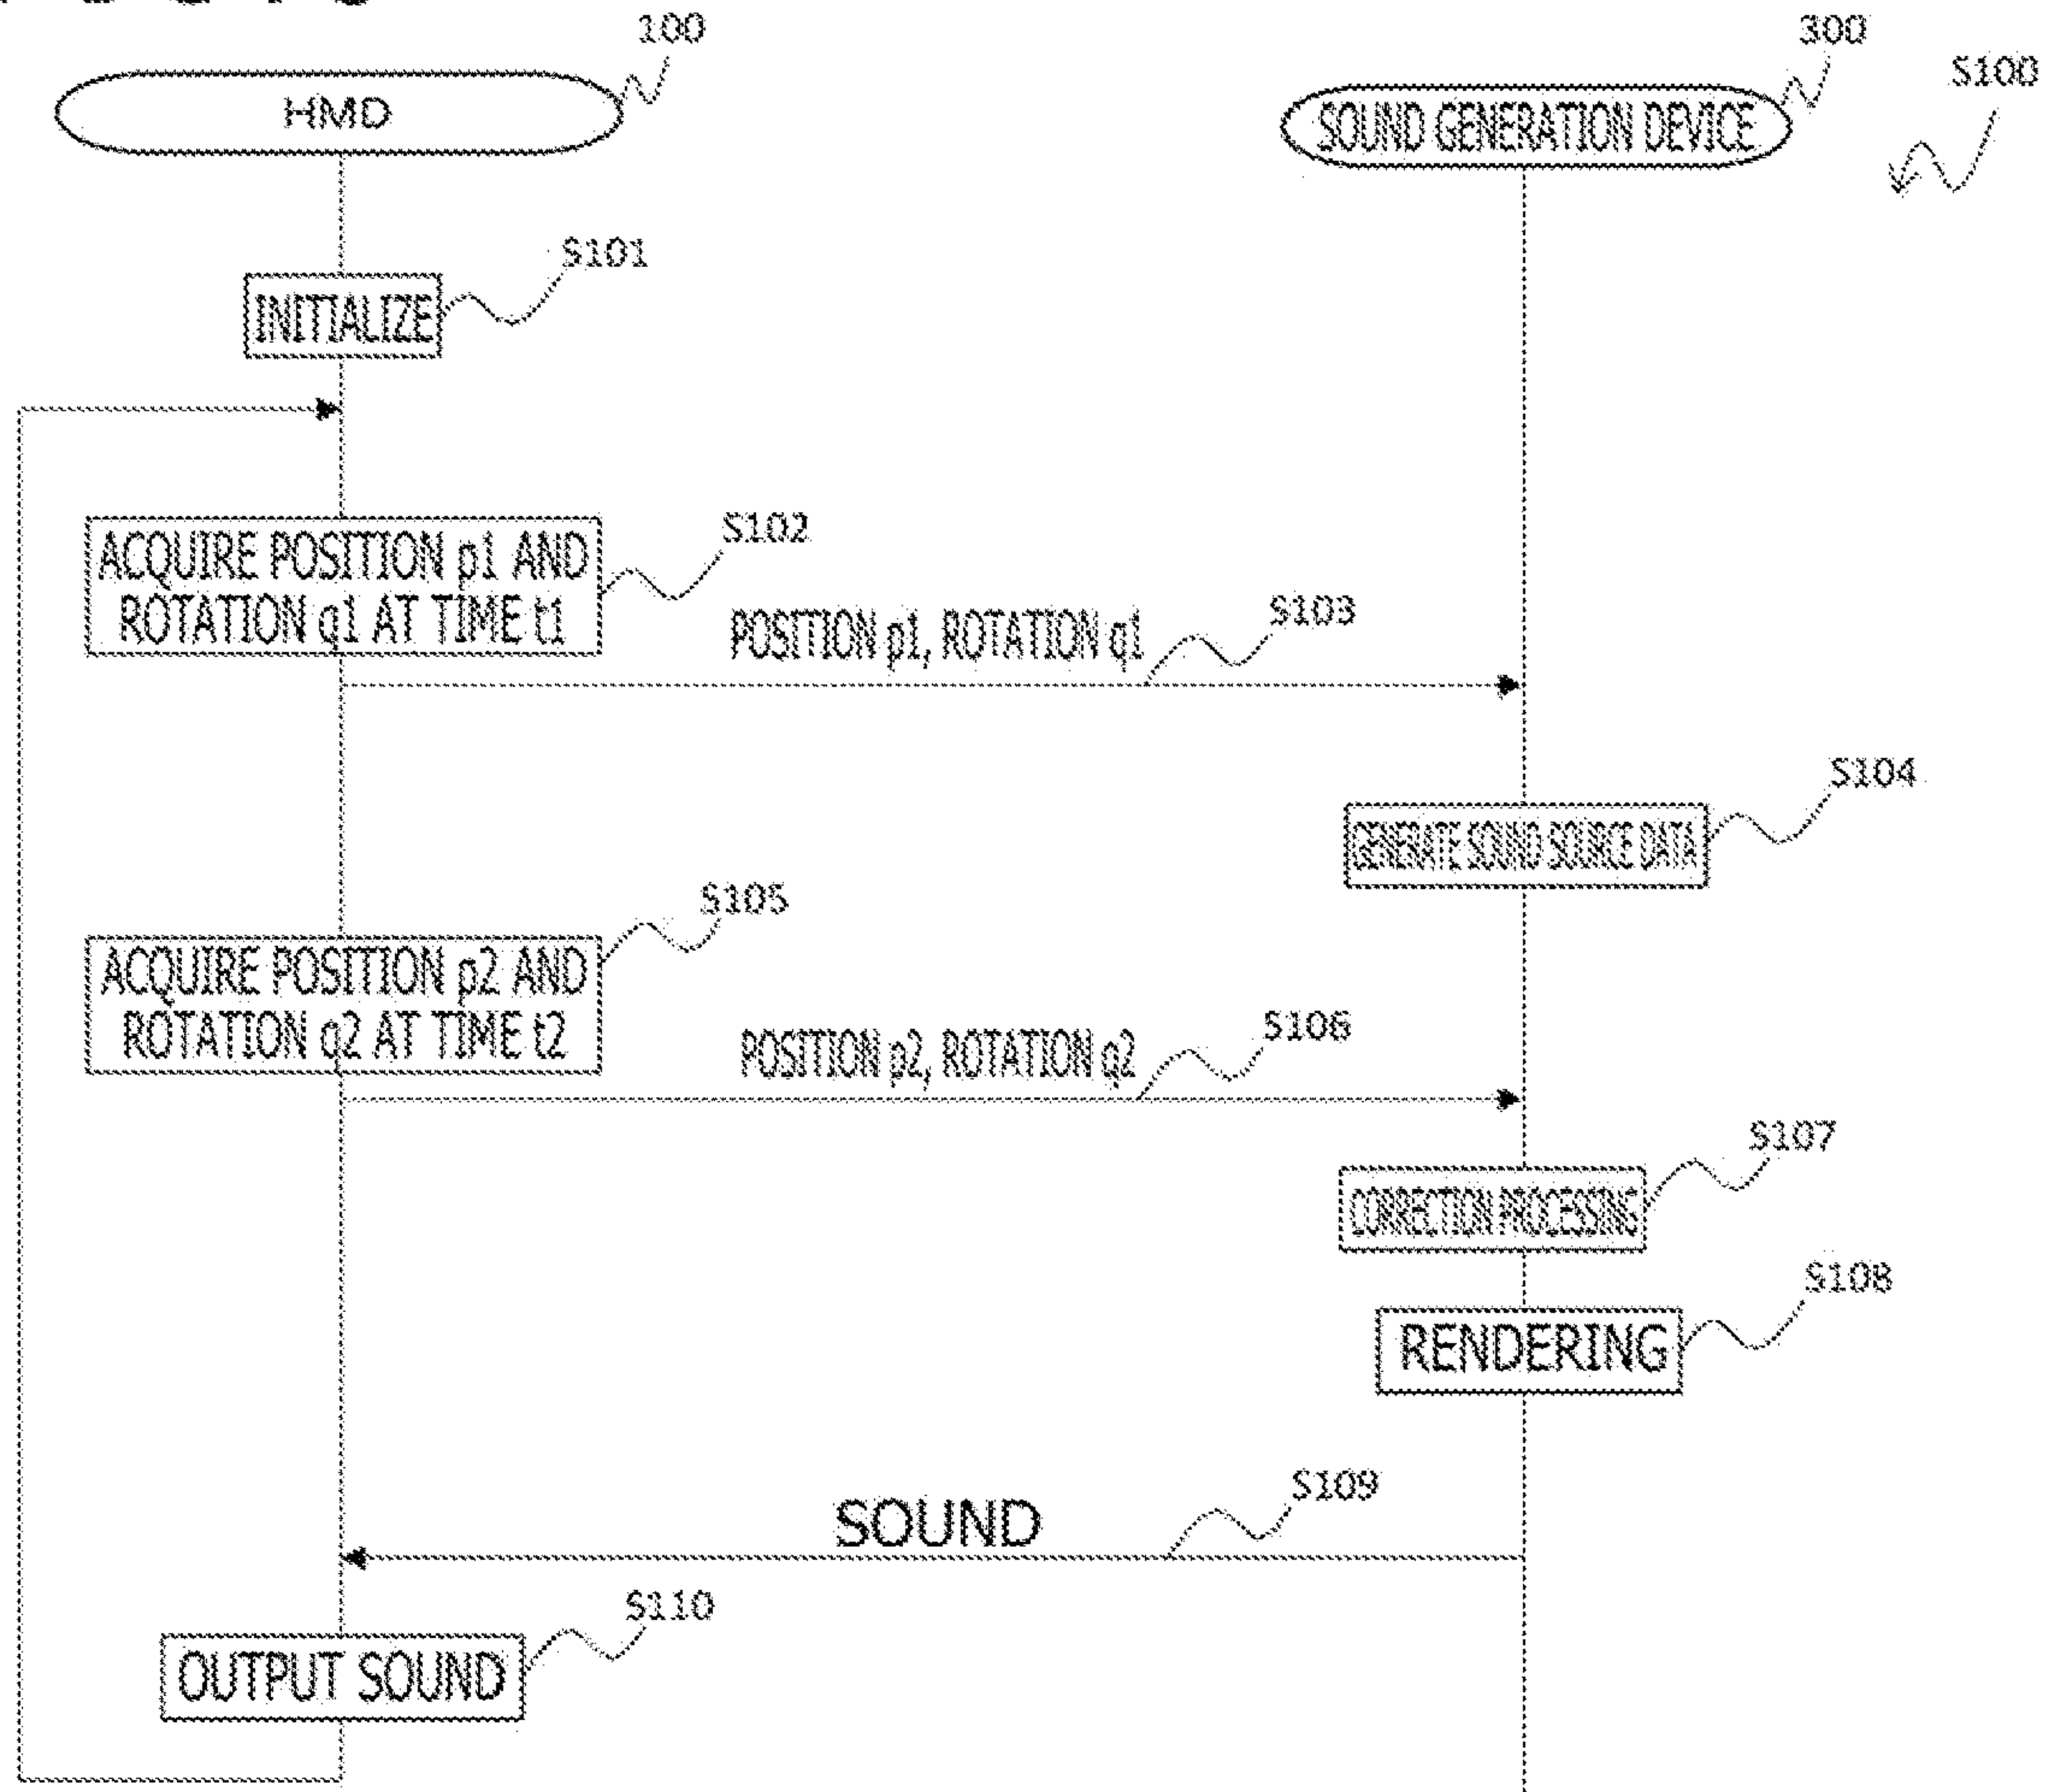 100
300
S100
HMD
SOUND GENERATION DEVICE
S101
INITIALIZE
S102
ACQUIRE POSITION p1 AND
ROTATION q1 AT TIME t1
S103
POSITION p1, ROTATION q1
S104
GENERATE SOUND SOURCE DATA
S105
ACQUIRE POSITION p2 AND
ROTATION q2 AT TIME t2
S106
POSITION p2, ROTATION q2
S107
CORRECTION PROCESSING
S108
RENDERING
S109
SOUND
S110
OUTPUT SOUND